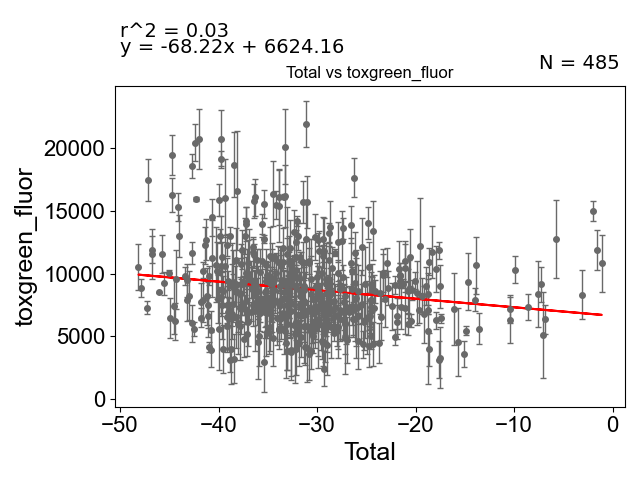 r^2 = 0.03
y = -68.22x + 6624.16
N = 485
Total vs toxgreen_fluor
toxgreen_fluor
20000
15000
10000
5000
0
−50
−40
−30
−20
−10
0
Total